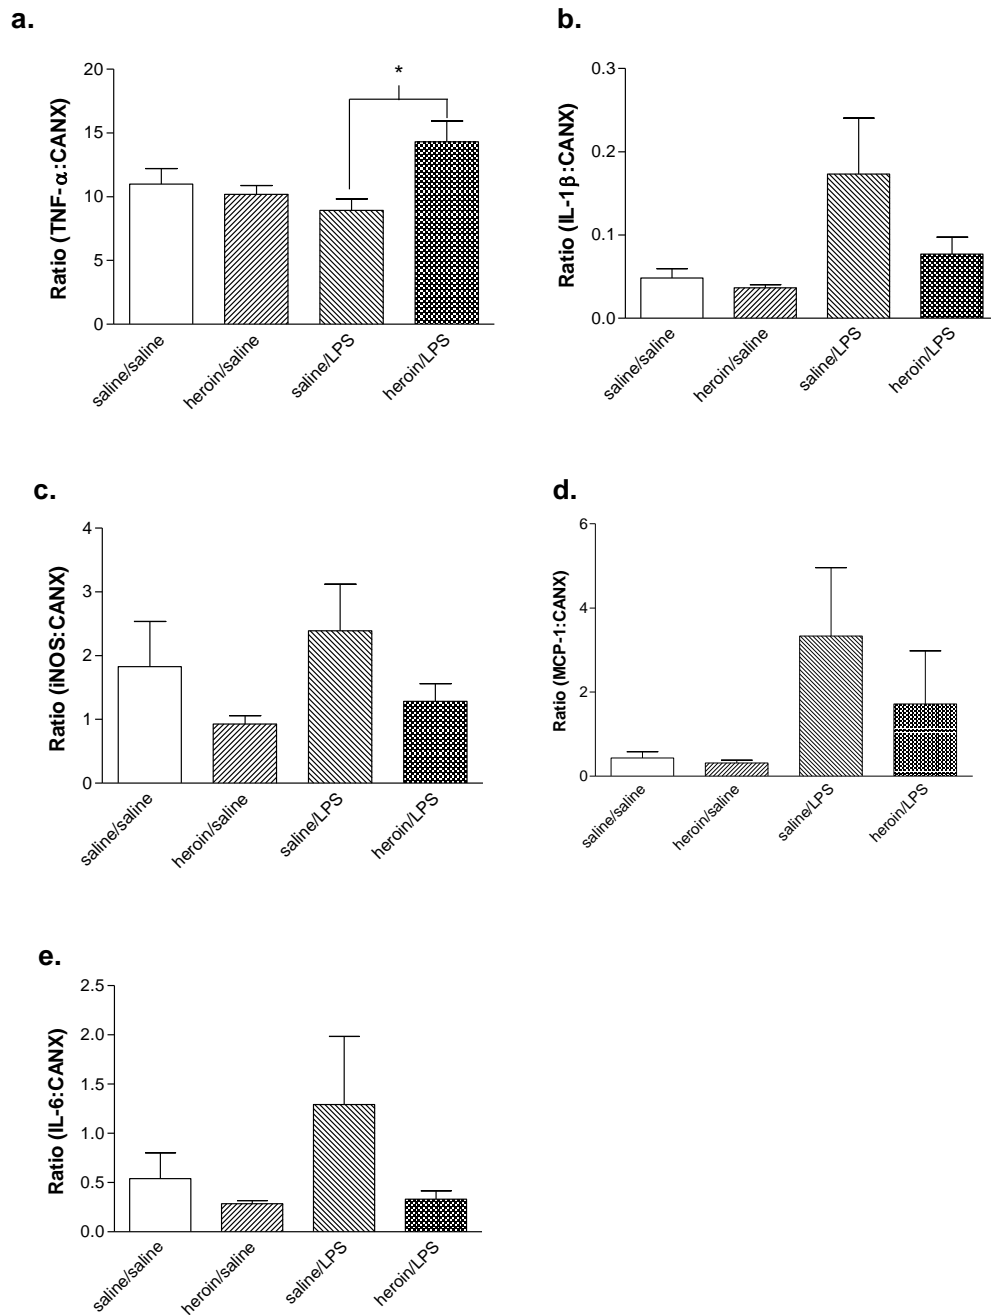 a.
Ratio (TNF-α:CANX)
20
15
10
5
0
*
saline/saline
heroin/saline
saline/LPS
heroin/LPS
b.
Ratio (IL-1β:CANX)
0.3
0.2
0.1
0.0
saline/saline
heroin/saline
saline/LPS
heroin/LPS
c.
Ratio (iNOS:CANX)
4
3
2
1
0
saline/saline
heroin/saline
saline/LPS
heroin/LPS
d.
Ratio (MCP-1:CANX)
6
4
2
0
saline/saline
heroin/saline
saline/LPS
heroin/LPS
e.
Ratio (IL-6:CANX)
2.5
2.0
1.5
1.0
0.5
0.0
saline/saline
heroin/saline
saline/LPS
heroin/LPS